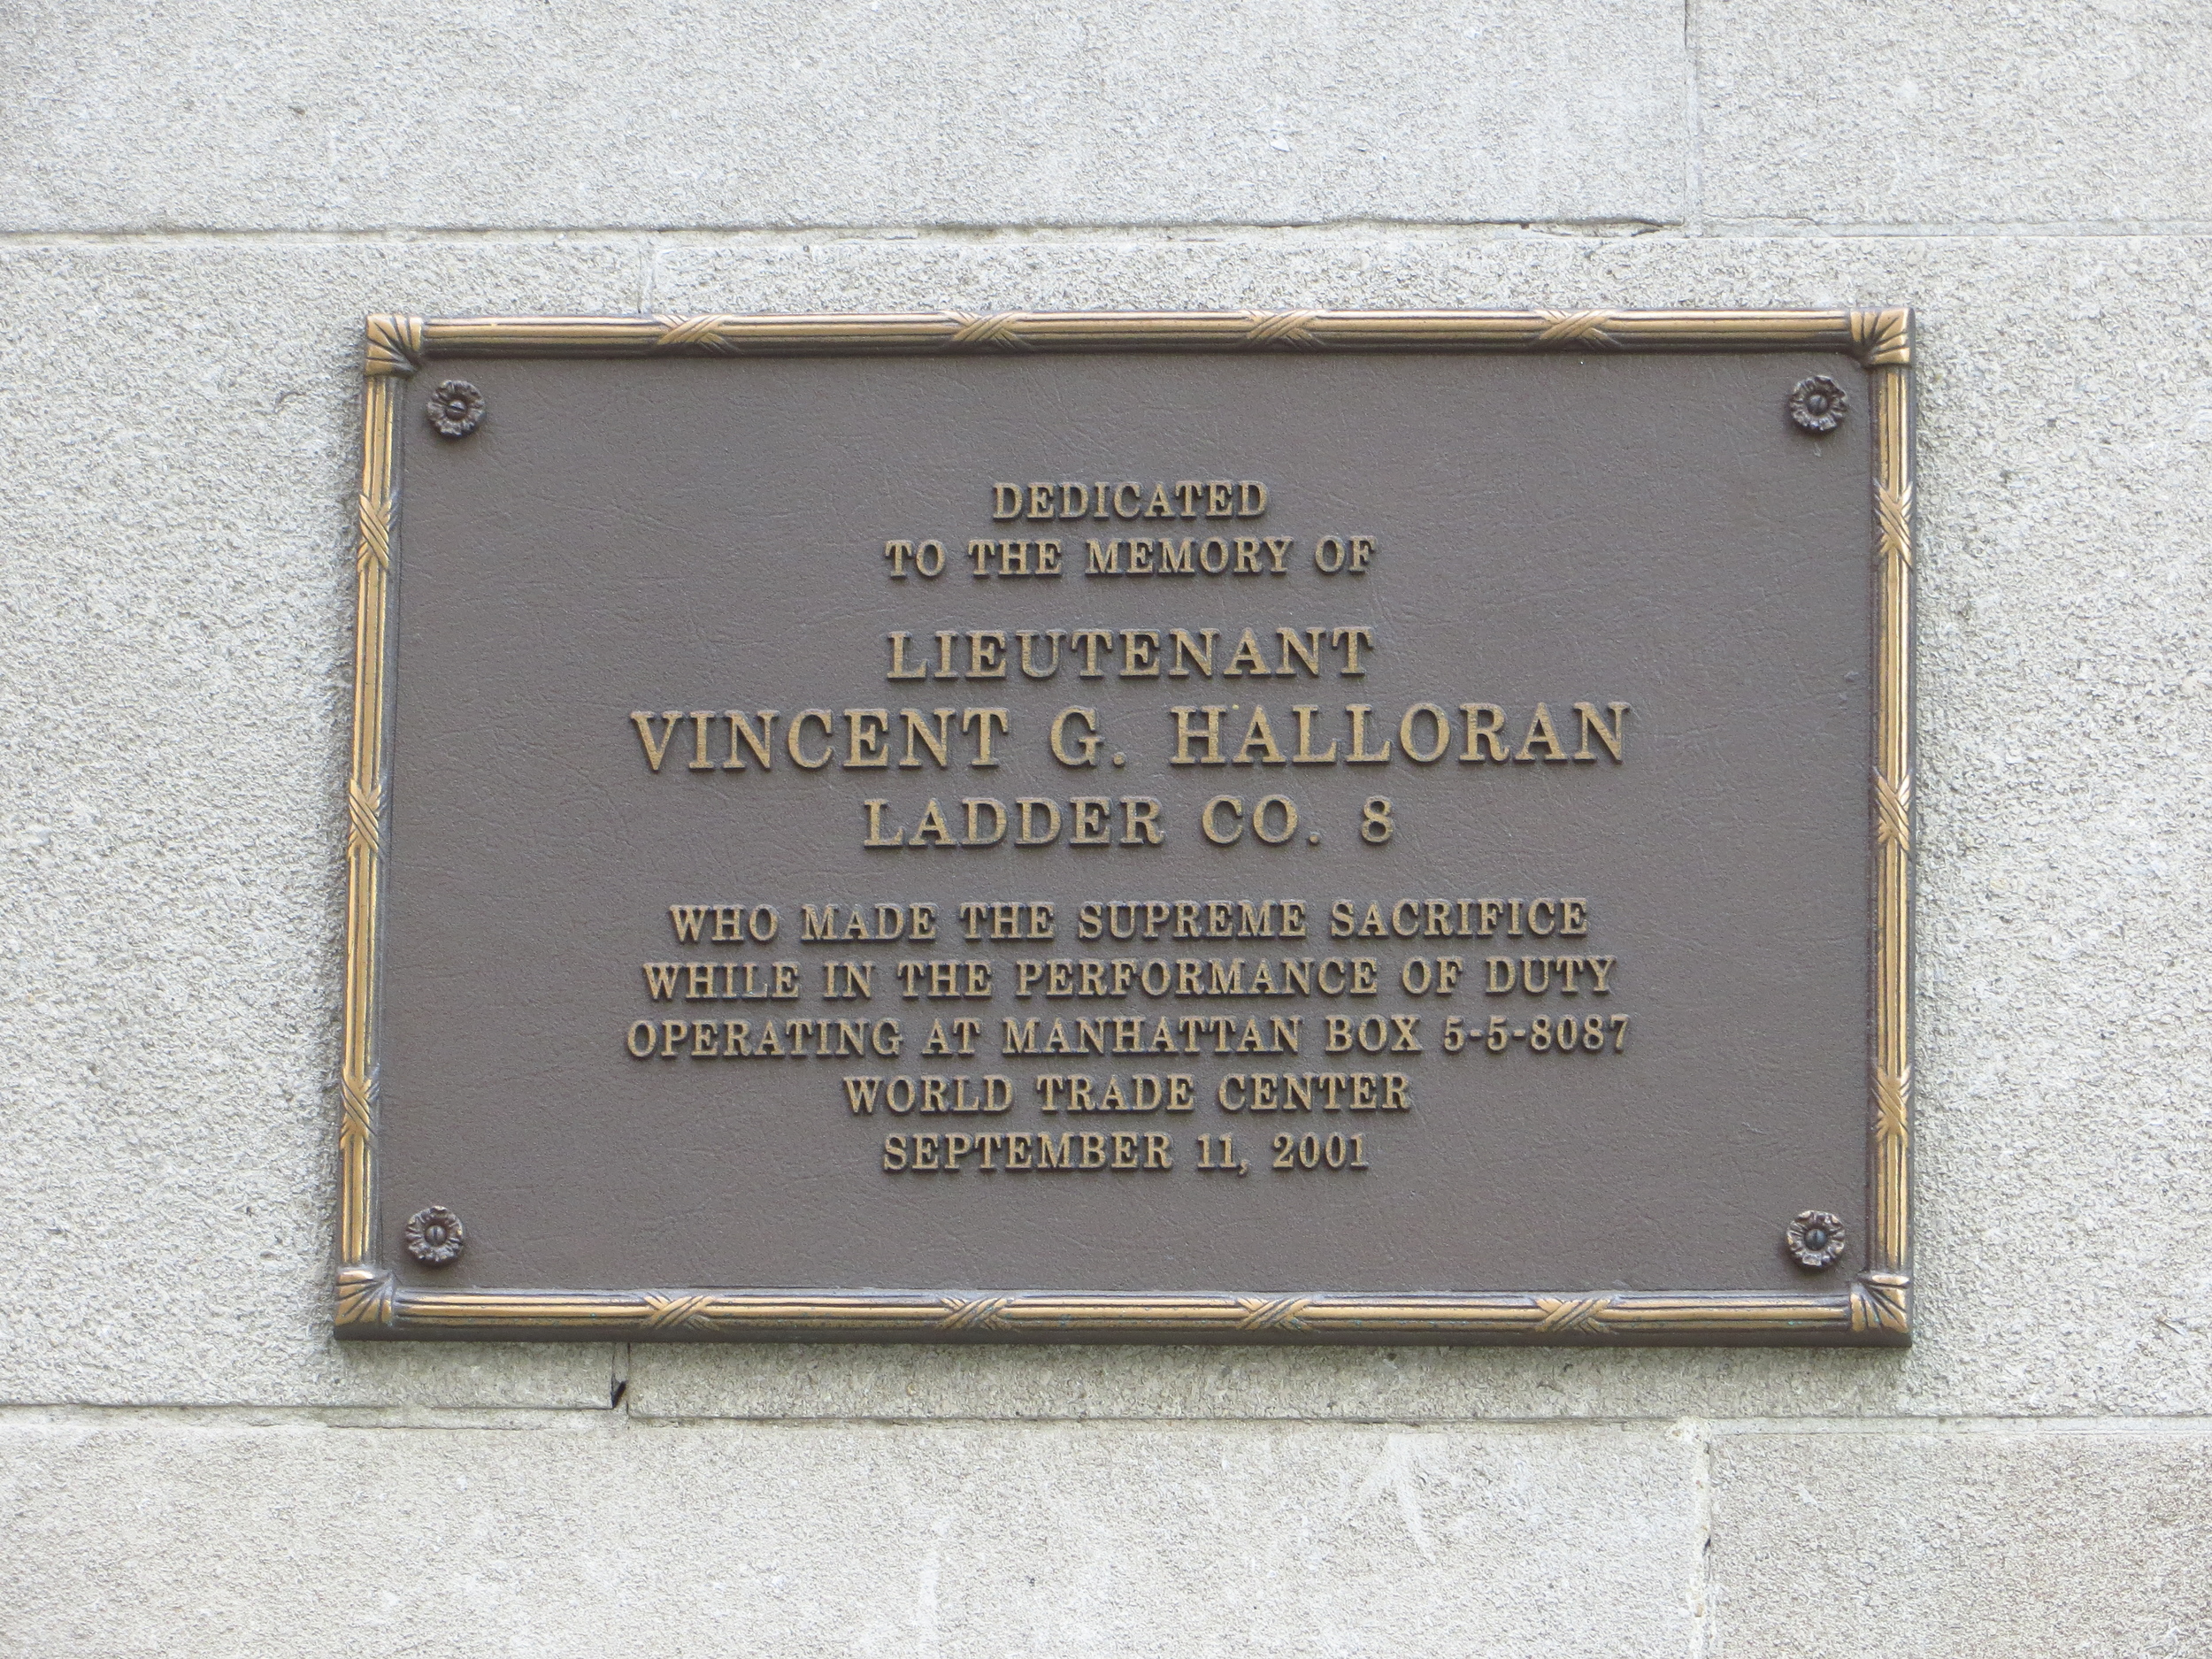 DEDICATED
TO THE MEMORY OF
LIEUTENANT
VINCENT G. HALLORAN
LADDER CO. 8
WHO MADE THE SUPREME SACRIFICE
WHILE IN THE PERFORMANCE OF DUTY
OPERATING AT MANHATTAN BOX 5-5-8087
WORLD TRADE CENTER
SEPTEMBER 11, 2001